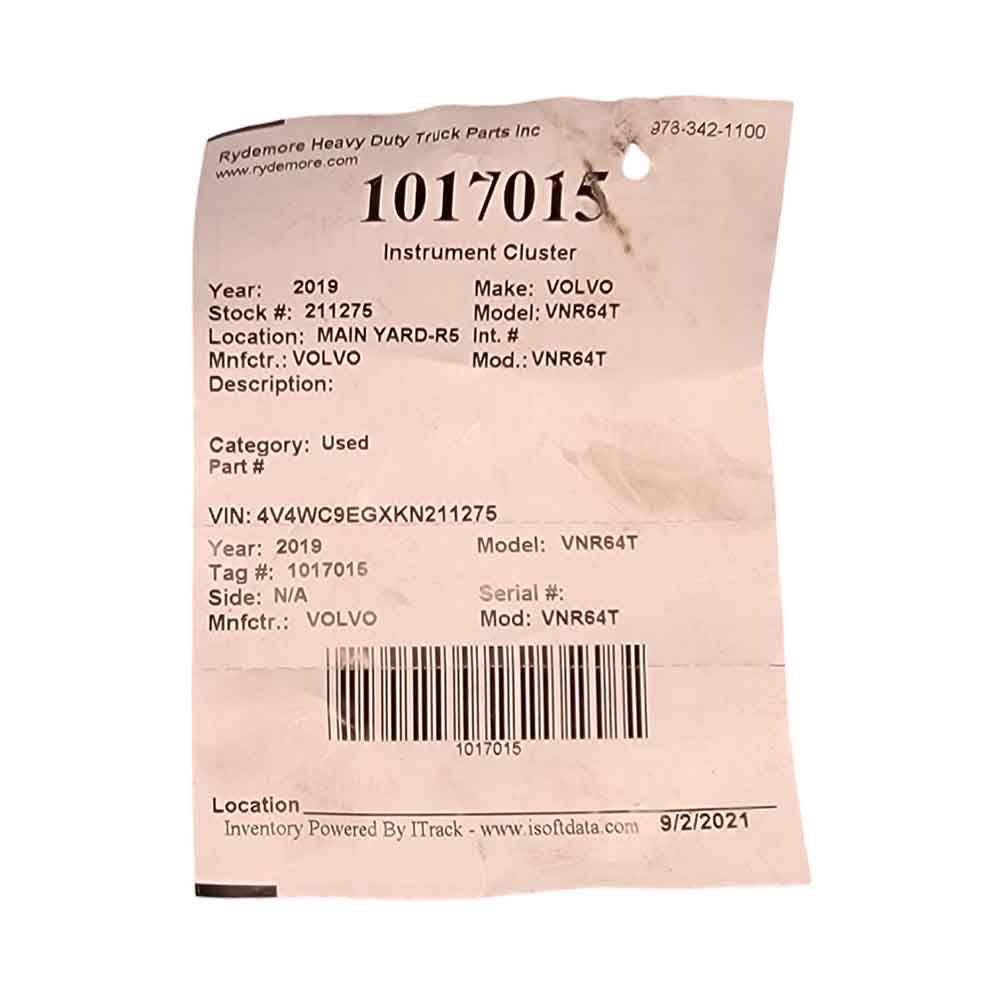 Rydemore Heavy Duty Truck Parts Inc 978-342-1100
www.rydemore.com
1017015
Instrument Cluster
Year: 2019 Make: VOLVO
Stock #: 211275 Model: VNR64T
Location: MAIN YARD-R5 Int. #
Mnfctr.: VOLVO Mod.: VNR64T
Description:
Category: Used
Part #
VIN: 4V4WC9EGXKN211275
Year: 2019 Model: VNR64T
Tag #: 1017015
Side: N/A Serial #:
Mnfctr.: VOLVO Mod: VNR64T
1017015
Location
Inventory Powered By ITrack - www.isoftdata.com 9/2/2021